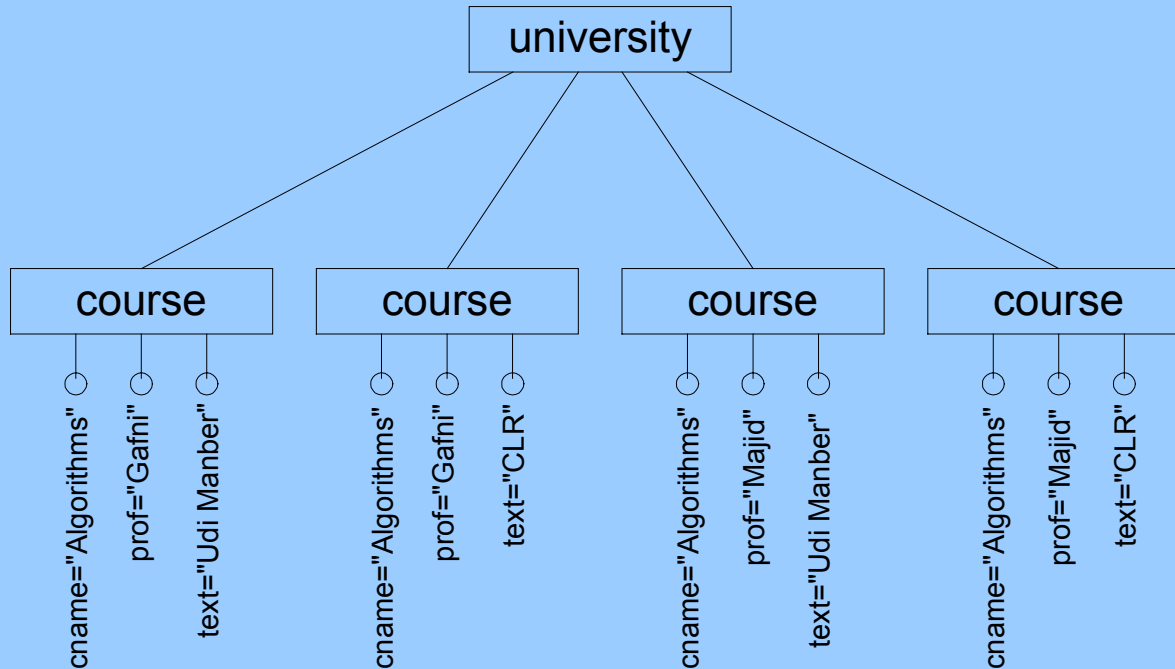 university
course
course
course
course
cname="Algorithms"
prof="Gafni"
text="Udi Manber"
cname="Algorithms"
prof="Gafni"
text="CLR"
cname="Algorithms"
prof="Majid"
text="Udi Manber"
cname="Algorithms"
prof="Majid"
text="CLR"